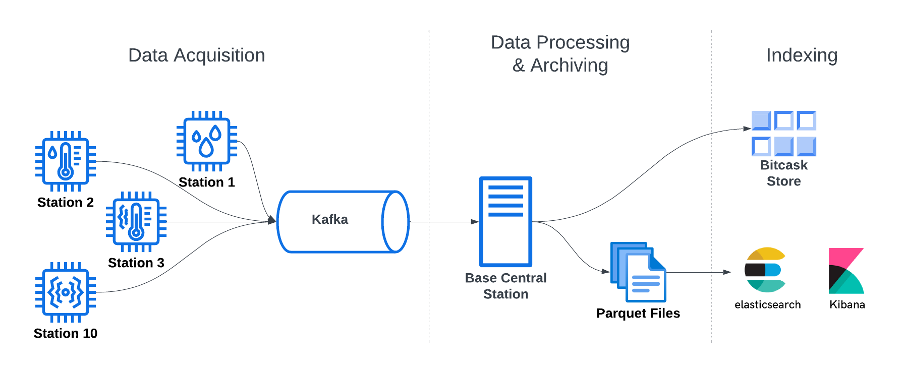 Data Acquisition
Data Processing
& Archiving
Indexing
Station 1
Station 2
Station 3
Station 10
Kafka
Base Central
Station
Parquet Files
Bitcask
Store
elasticsearch
Kibana